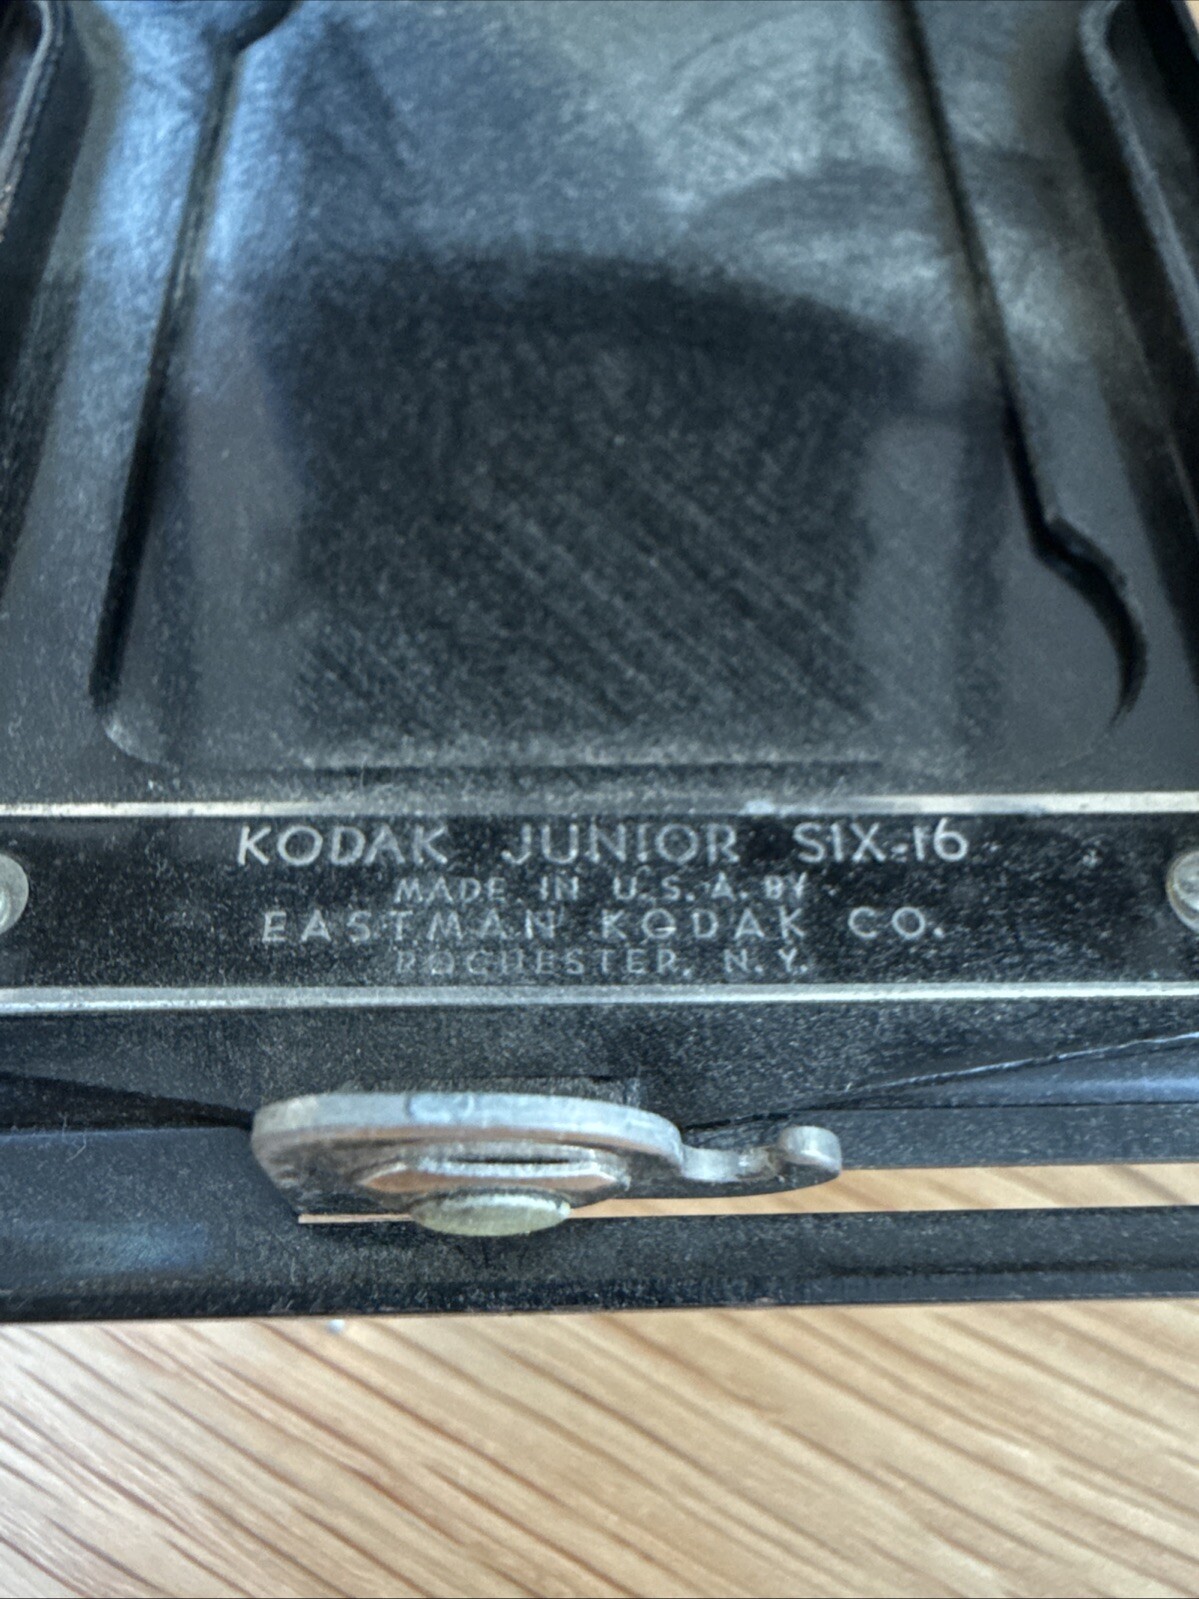 KODAK JUNIOR SIX-16
MADE IN U.S.A. BY
EASTMAN KODAK CO.
ROCHESTER, N.Y.